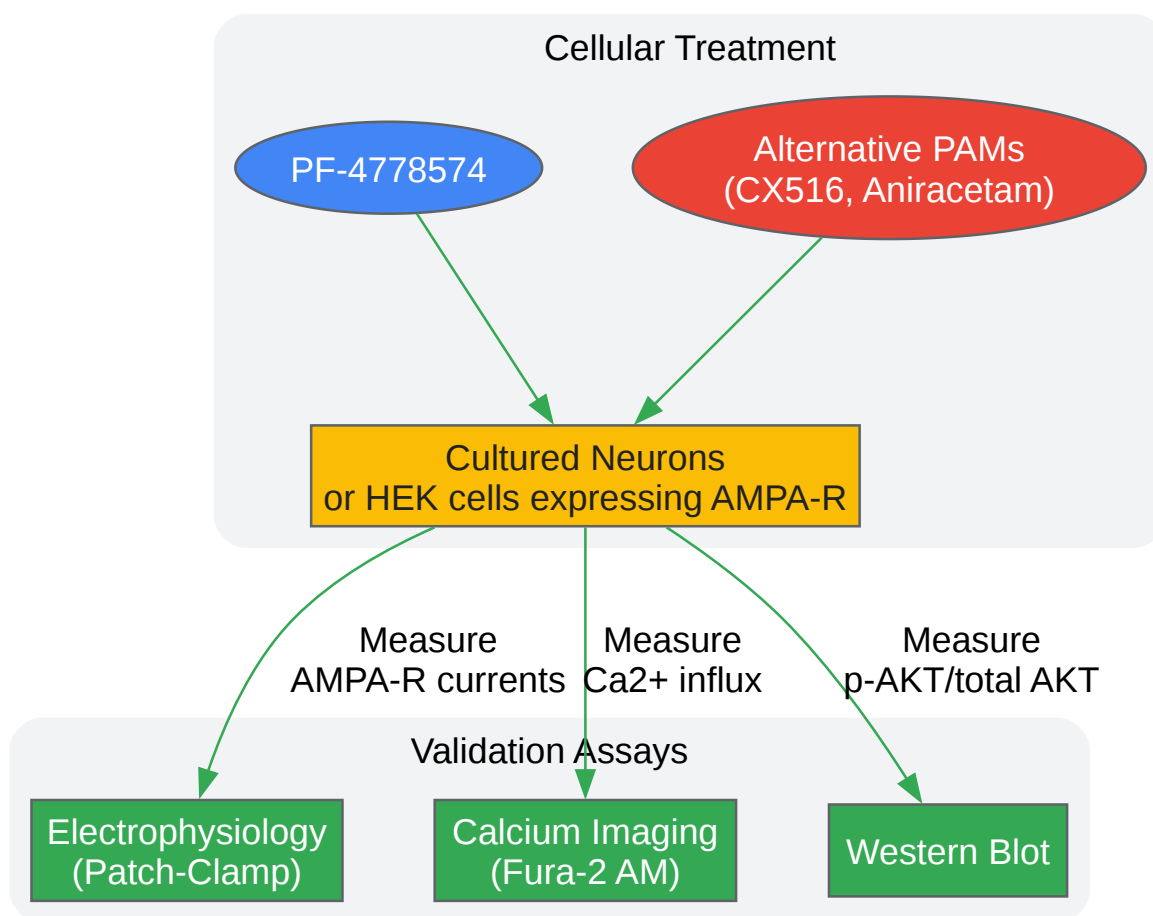 Cellular Treatment
PF-4778574
Alternative PAMs
(CX516, Aniracetam)
Cultured Neurons
or HEK cells expressing AMPA-R
Measure
AMPA-R currents
Measure
Ca2+ influx
Measure
p-AKT/total AKT
Validation Assays
Electrophysiology
(Patch-Clamp)
Calcium Imaging
(Fura-2 AM)
Western Blot